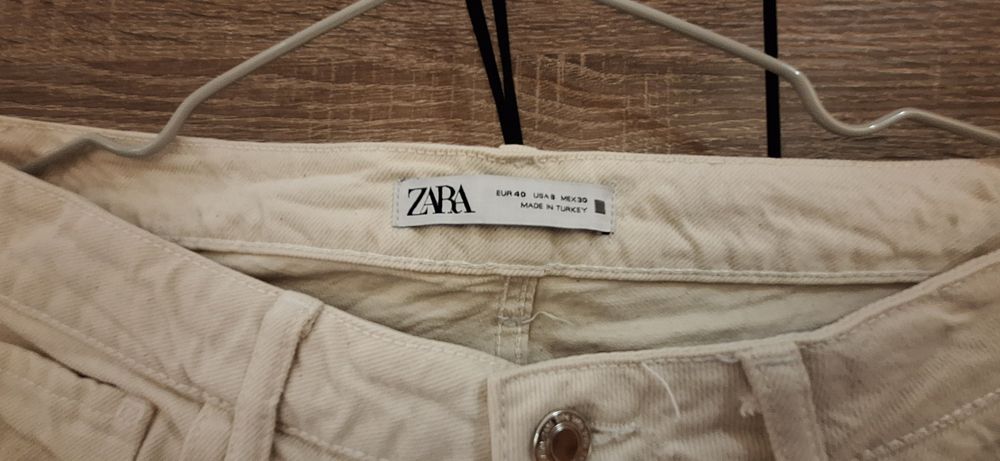 ZARA
EUR 40 USA 8 MEX 30
MADE IN TURKEY